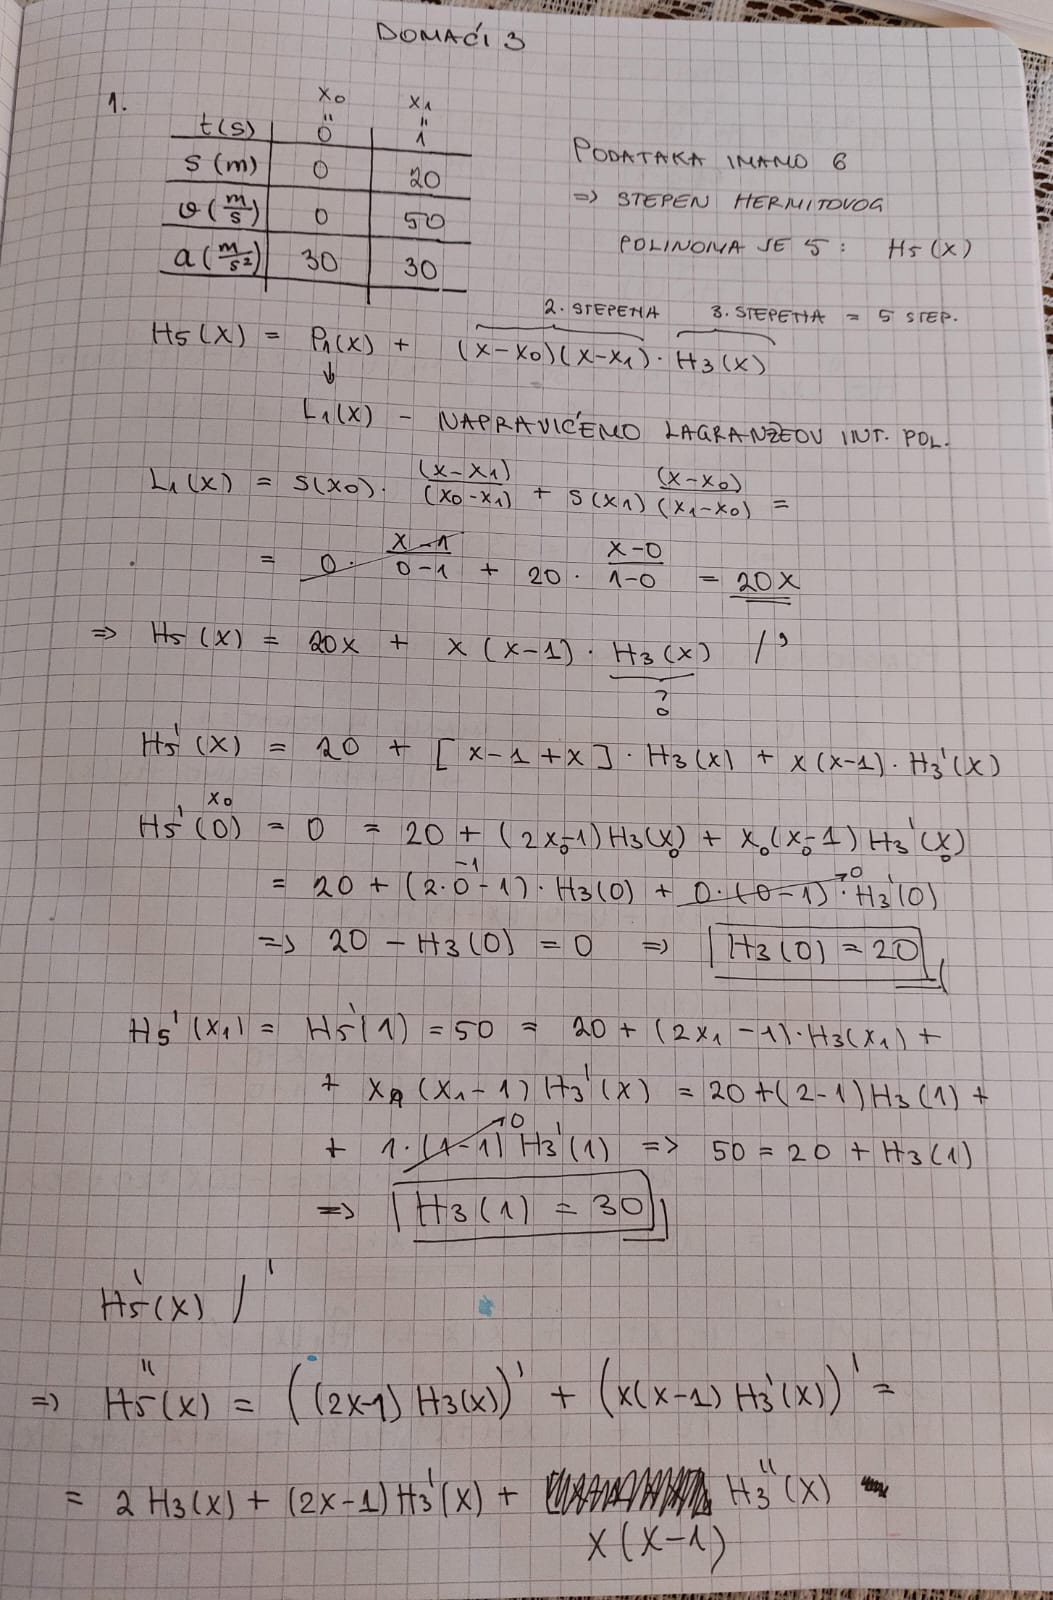 DOMAĆI 3
1.
x₀ x₁
" "
t(s) 0 1
s(m) 0 20
v(m/s) 0 50
a(m/s²) 30 30
PODATAKA IMAMO 6
=> STEPEN HERMITOVOG
POLINOMA JE 5: H5(x)
2. STEPENA 3. STEPENA = 5 STEP.
H5(x) = P1(x) + (x-x₀)(x-x₁)·H3(x)
↓
L1(x) - NAPRAVIĆEMO LAGRANŽEOV INT. POL.
L1(x) = s(x₀)·(x-x₁)/(x₀-x₁) + s(x₁)(x-x₀)/(x₁-x₀) =
= 0·(x-1)/(0-1) + 20·(x-0)/(1-0) = 20x
=> H5(x) = 20x + x(x-1)·H3(x) /'
?
H5'(x) = 20 + [x-1+x]·H3(x) + x(x-1)·H3'(x)
x₀
H5'(0) = 0 = 20 + (2x₀-1)H3(x₀) + x₀(x₀-1)H3'(x₀)
-1 0
= 20 + (2·0-1)·H3(0) + 0·(0-1)·H3'(0)
=> 20 - H3(0) = 0 => H3(0) = 20
H5'(x₁) = H5'(1) = 50 = 20 + (2x₁-1)·H3(x₁) +
+ x₁(x₁-1)H3'(x) = 20+(2-1)H3(1) +
0
+ 1·(1-1)H3'(1) => 50 = 20 + H3(1)
=> H3(1) = 30
H5'(x) /'
=> H5''(x) = ((2x-1)H3(x))' + (x(x-1)H3'(x))' =
= 2H3(x) + (2x-1)H3'(x) + H3''(x)
x(x-1)